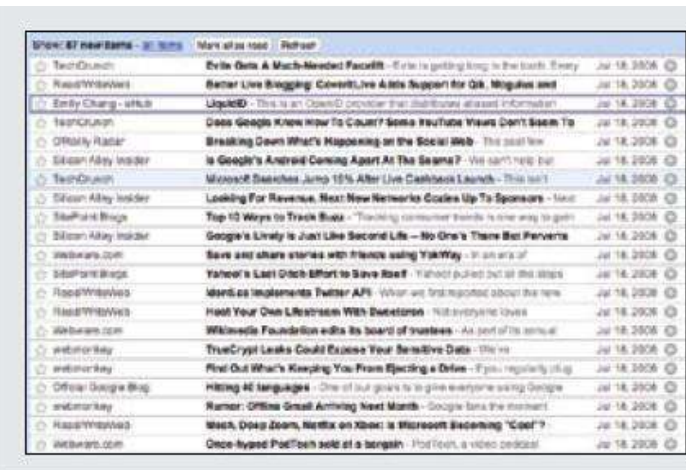 Show: 87 new items - all items Mark all as read Refresh
TechCrunch Evite Gets A Much-Needed Facelift - Evite is getting long in the tooth. Every Jul 18, 2008
ReadWriteWeb Better Live Blogging: CoveritLive Adds Support for Qik, Mogulus and Jul 18, 2008
Emily Chang - eHub LiquidID - This is an OpenID provider that distributes aliased information Jul 18, 2008
TechCrunch Does Google Know How To Count? Some YouTube Views Don't Seem To Jul 18, 2008
O'Reilly Radar Breaking Down What's Happening on the Social Web - The past few Jul 18, 2008
Silicon Alley Insider Is Google's Android Coming Apart At The Seams? - We can't help but Jul 18, 2008
TechCrunch Microsoft Searches Jump 15% After Live Cashback Launch - This isn't Jul 18, 2008
Silicon Alley Insider Looking For Revenue, Next New Networks Cozies Up To Sponsors - Next Jul 18, 2008
SitePoint Blogs Top 10 Ways to Track Buzz - "Tracking consumer trends is one way to gain Jul 18, 2008
Silicon Alley Insider Google's Lively is Just Like Second Life -- No One's There But Perverts Jul 18, 2008
Webware.com Save and share stories with friends using YokWay - In an era of Jul 18, 2008
SitePoint Blogs Yahoo!'s Last Ditch Effort to Save Itself - Yahoo! pulled out all the stops Jul 18, 2008
ReadWriteWeb Identi.ca Implements Twitter API - When we first reported about the new Jul 18, 2008
ReadWriteWeb Host Your Own Lifestream With Sweetcron - Not everyone loves Jul 18, 2008
Webware.com Wikimedia Foundation edits its board of trustees - As part of its annual Jul 18, 2008
webmonkey TrueCrypt Leaks Could Expose Your Sensitive Data - We've Jul 18, 2008
webmonkey Find Out What's Keeping You From Ejecting a Drive - If you regularly plug Jul 18, 2008
Official Google Blog Hitting 40 languages - One of our goals is to give everyone using Google Jul 18, 2008
webmonkey Rumor: Offline Gmail Arriving Next Month - Google fans the moment Jul 18, 2008
ReadWriteWeb Mesh, Deep Zoom, Netflix on Xbox: Is Microsoft Becoming "Cool"? Jul 18, 2008
Webware.com Once-hyped PodTech sold at a bargain - PodTech, a video podcast Jul 18, 2008